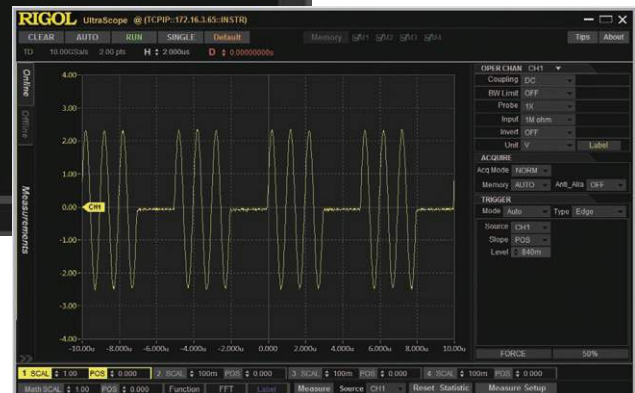 RIGOL UltraScope @ (TCPIP::172.16.3.65::INSTR)
CLEAR AUTO RUN SINGLE Default Memory Tips About
TD 10.00GSa/s 2.00 pts H 2.000us D 0.00000000s
Online
Offline
Measurements
4.00
3.00
2.00
1.00
0.00
-1.00
-2.00
-3.00
-4.00
CH1
-10.00u -8.000u -6.000u -4.000u -2.000u 0.000 2.000u 4.000u 6.000u 8.000u 10.00u
OPER CHAN CH1
Coupling DC
BW Limit OFF
Probe 1X
Input 1M ohm
Invert OFF
Unit V Label
ACQUIRE
Acq Mode NORM
Memory AUTO Anti_Alia OFF
TRIGGER
Mode Auto Type Edge
Source CH1
Slope POS
Level 840m
FORCE 50%
1 SCAL 1.00 POS 0.000 2 SCAL 100m POS 0.000 3 SCAL 100m POS 0.000 4 SCAL 100m POS 0.000
Math SCAL 1.00 POS 0.000 Function FFT Label Measure Source CH1 Reset Statistic Measure Setup